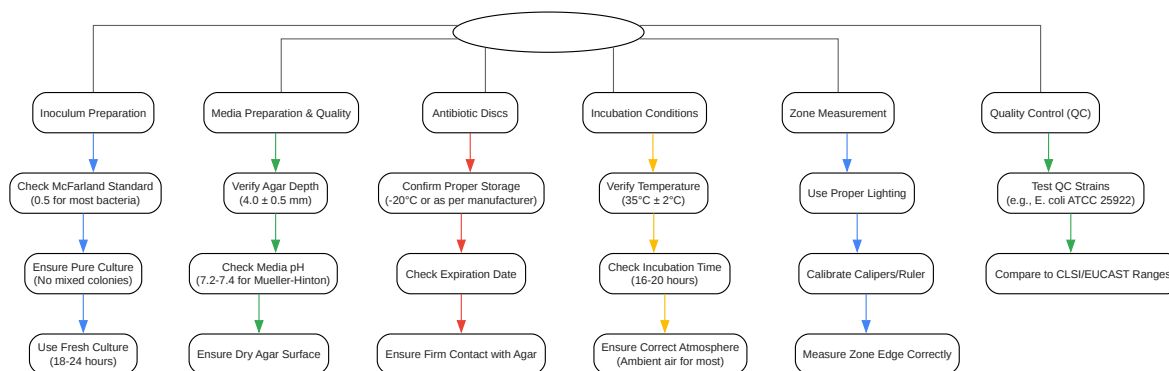 Inoculum Preparation
Media Preparation & Quality
Antibiotic Discs
Incubation Conditions
Zone Measurement
Quality Control (QC)
Check McFarland Standard
(0.5 for most bacteria)
Verify Agar Depth
(4.0 ± 0.5 mm)
Confirm Proper Storage
(-20°C or as per manufacturer)
Verify Temperature
(35°C ± 2°C)
Use Proper Lighting
Test QC Strains
(e.g., E. coli ATCC 25922)
Ensure Pure Culture
(No mixed colonies)
Check Media pH
(7.2-7.4 for Mueller-Hinton)
Check Expiration Date
Check Incubation Time
(16-20 hours)
Calibrate Calipers/Ruler
Compare to CLSI/EUCAST Ranges
Use Fresh Culture
(18-24 hours)
Ensure Dry Agar Surface
Ensure Firm Contact with Agar
Ensure Correct Atmosphere
(Ambient air for most)
Measure Zone Edge Correctly